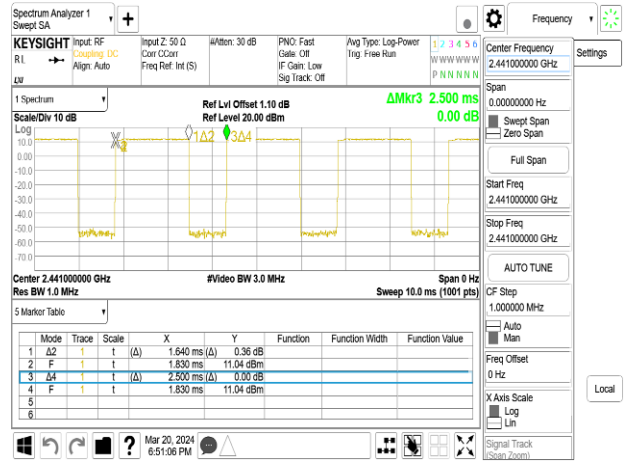 Spectrum Analyzer 1
Swept SA
Frequency
KEYSIGHT Input: RF Input Z: 50 Ω #Atten: 30 dB PNO: Fast Avg Type: Log-Power 1 2 3 4 5 6
RL Coupling: DC Corr CCorr Gate: Off Trig: Free Run
Align: Auto Freq Ref: Int (S) IF Gain: Low W W W W W W
Sig Track: Off P N N N N N
Center Frequency
2.441000000 GHz
Settings
Span
0.00000000 Hz
Swept Span
Zero Span
Full Span
Start Freq
2.441000000 GHz
Stop Freq
2.441000000 GHz
AUTO TUNE
CF Step
1.000000 MHz
Auto
Man
Freq Offset
0 Hz
X Axis Scale
Log
Lin
Signal Track
(Span Zoom)
Local
1 Spectrum
Scale/Div 10 dB
Ref Lvl Offset 1.10 dB
Ref Level 20.00 dBm
ΔMkr3 2.500 ms
0.00 dB
Log
10.0
0.00
-10.0
-20.0
-30.0
-40.0
-50.0
-60.0
-70.0
1Δ2
3Δ4
Center 2.441000000 GHz #Video BW 3.0 MHz Span 0 Hz
Res BW 1.0 MHz Sweep 10.0 ms (1001 pts)
5 Marker Table
Mode Trace Scale X Y Function Function Width Function Value
1 Δ2 1 t (Δ) 1.640 ms (Δ) 0.36 dB
2 F 1 t 1.830 ms 11.04 dBm
3 Δ4 1 t (Δ) 2.500 ms (Δ) 0.00 dB
4 F 1 t 1.830 ms 11.04 dBm
5
6
?
Mar 20, 2024
6:51:06 PM